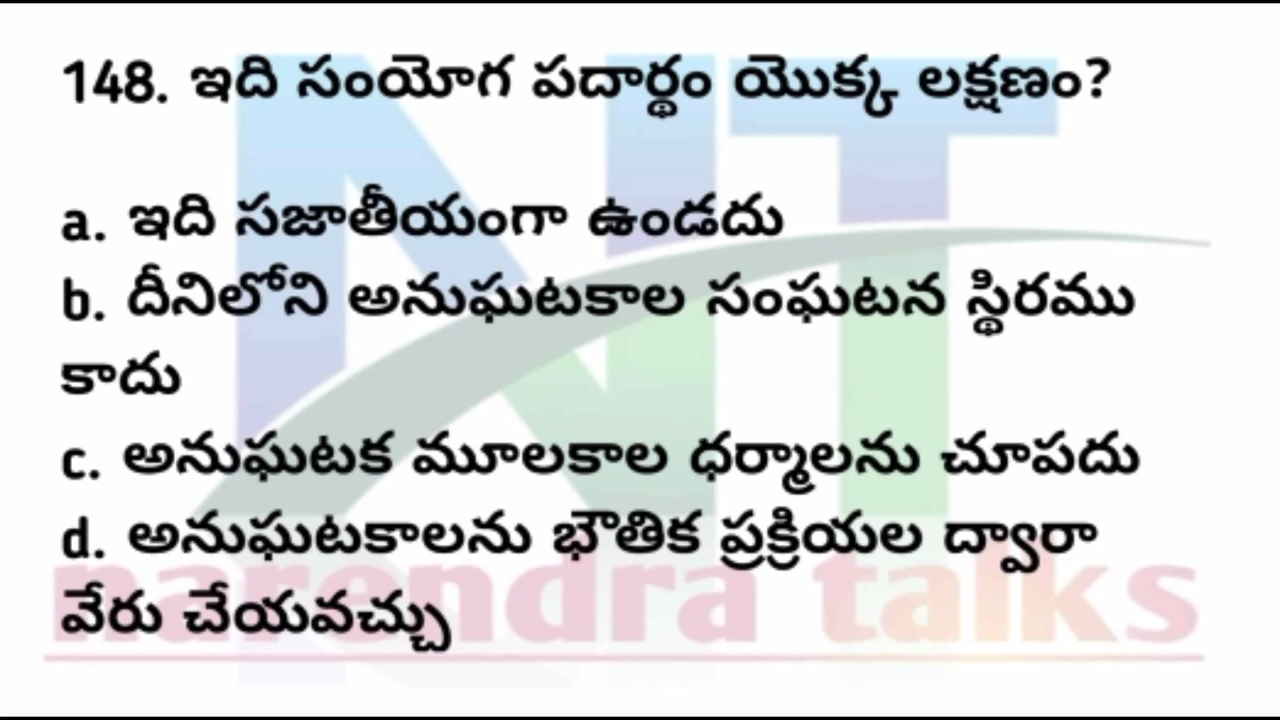 148. ఇది సంయోగ పదార్థం యొక్క లక్షణం?
a. ఇది సజాతీయంగా ఉండదు
b. దీనిలోని అనుఘటకాల సంఘటన స్థిరము
కాదు
c. అనుఘటక మూలకాల ధర్మాలను చూపదు
d. అనుఘటకాలను భౌతిక ప్రక్రియల ద్వారా
వేరు చేయవచ్చు
NT
narendra talks